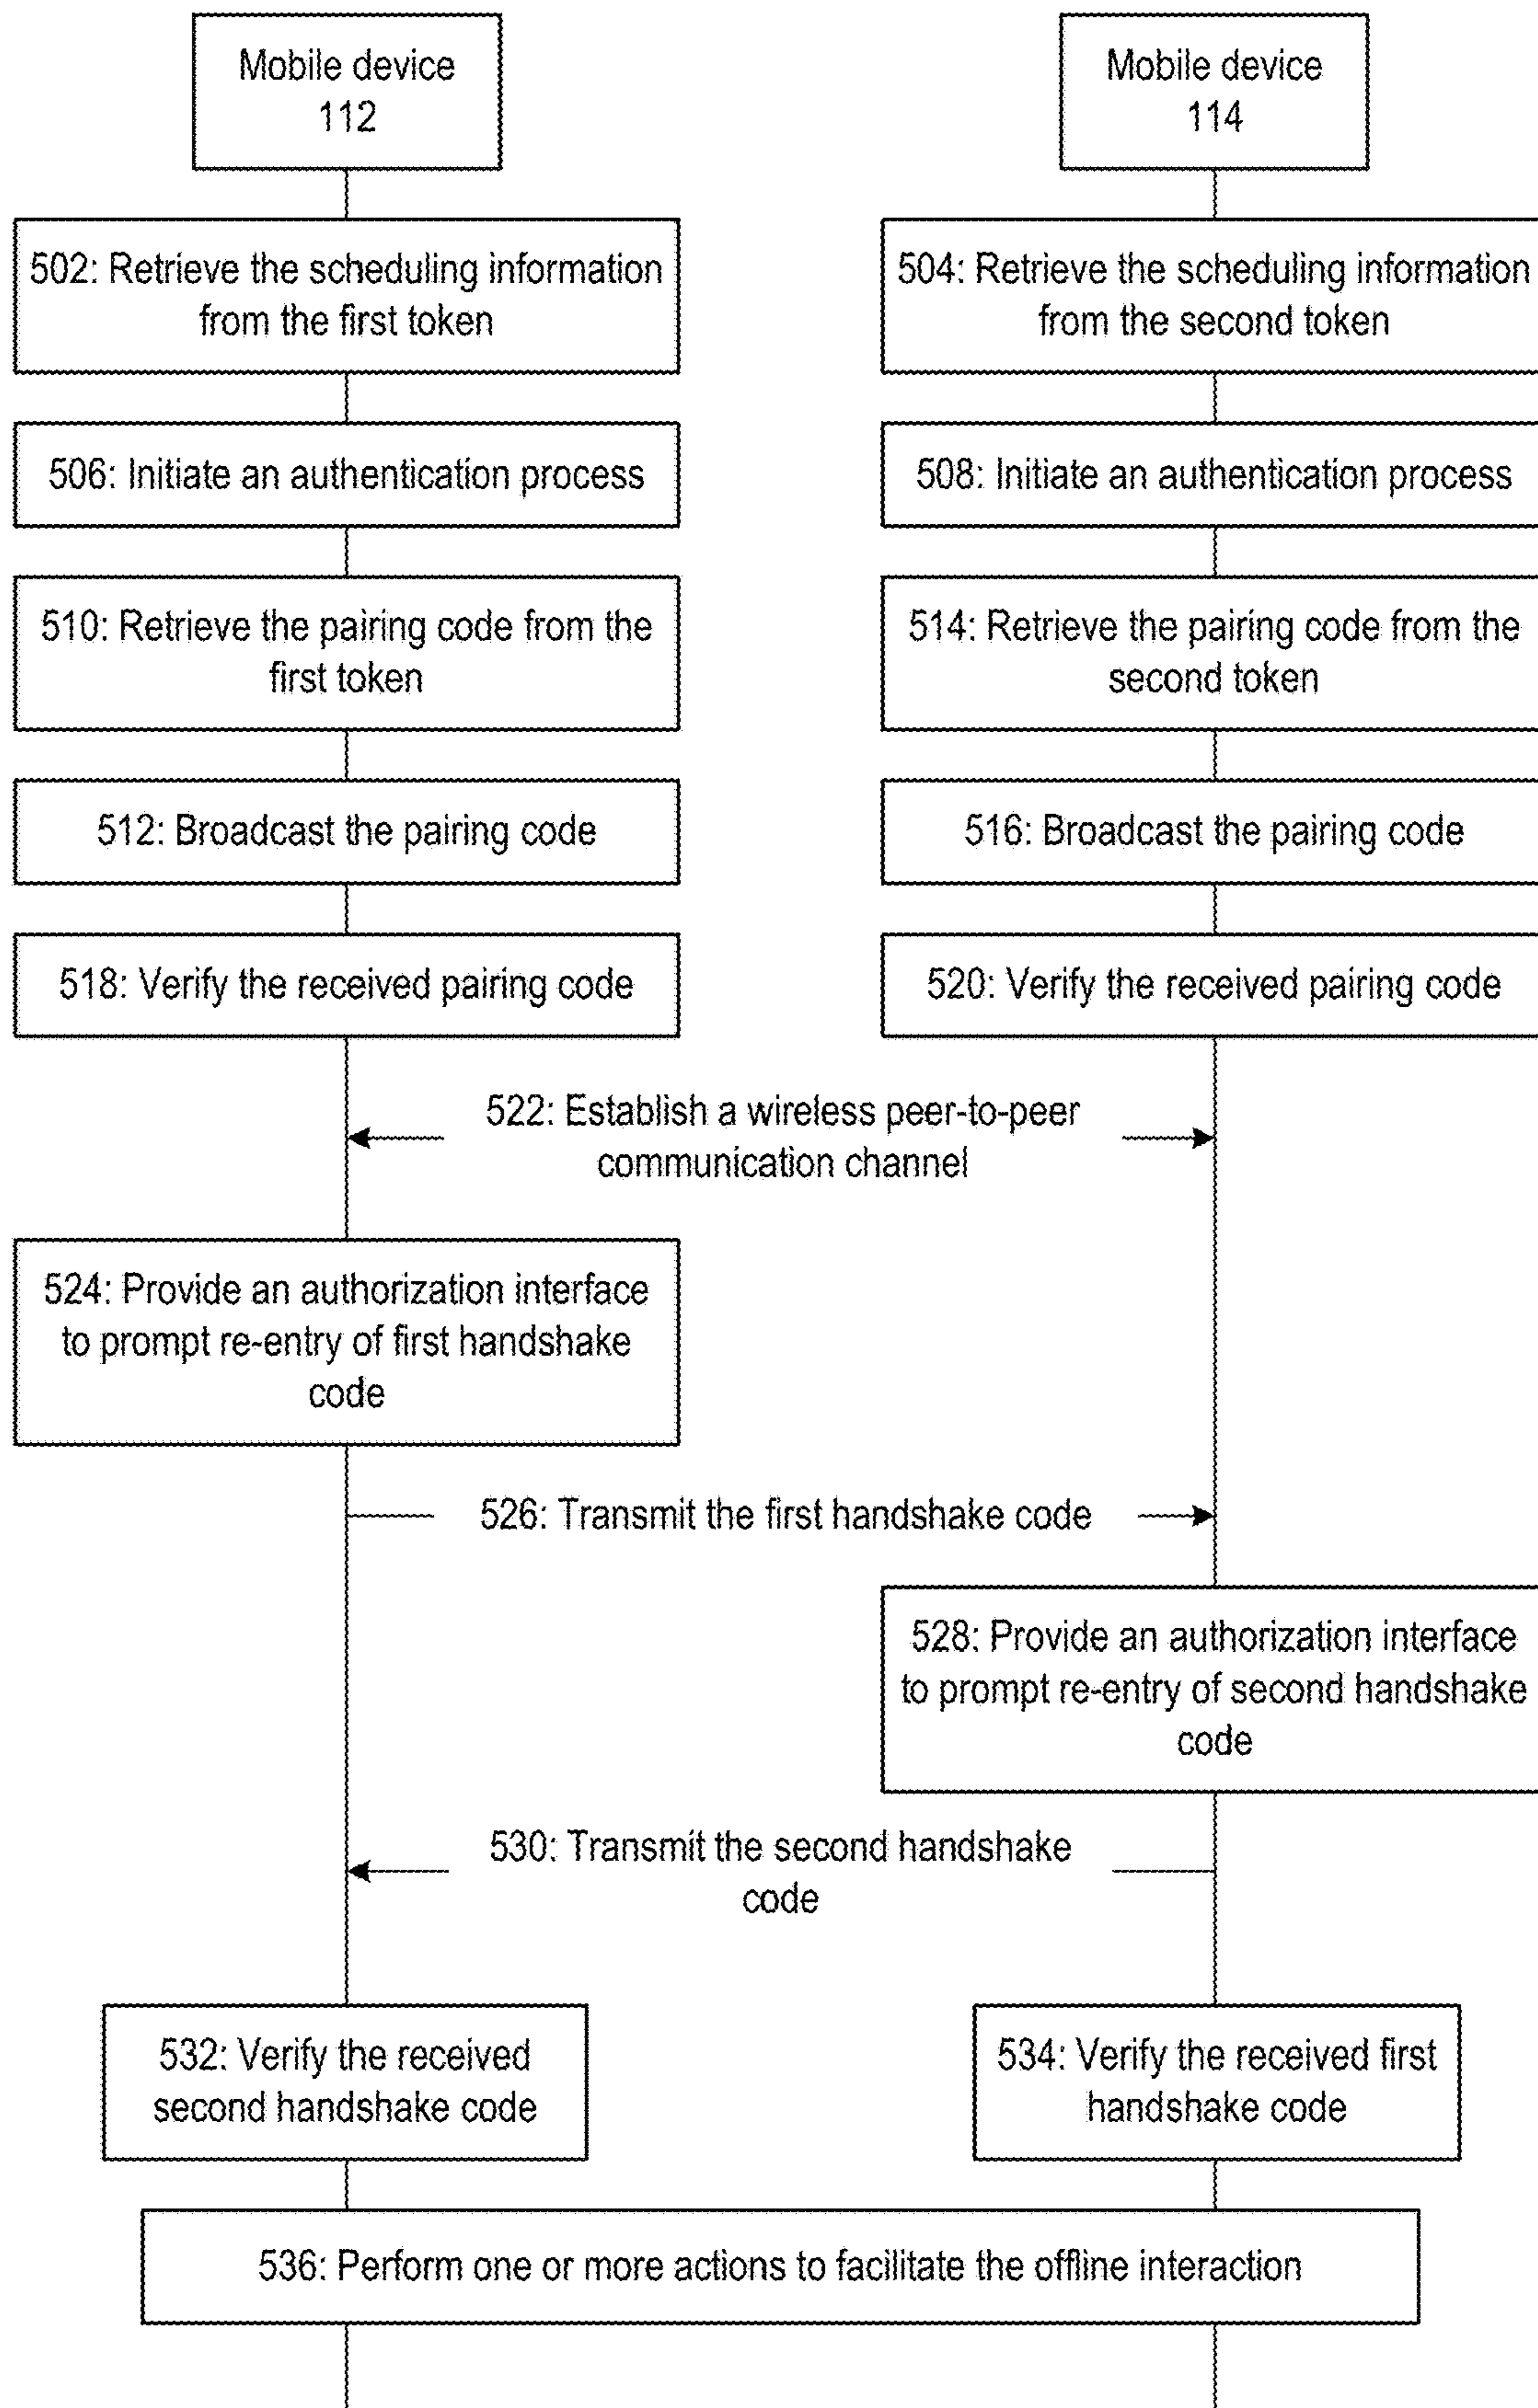 Mobile device
112
Mobile device
114
502: Retrieve the scheduling information
from the first token
504: Retrieve the scheduling information
from the second token
506: Initiate an authentication process
508: Initiate an authentication process
510: Retrieve the pairing code from the
first token
514: Retrieve the pairing code from the
second token
512: Broadcast the pairing code
516: Broadcast the pairing code
518: Verify the received pairing code
520: Verify the received pairing code
522: Establish a wireless peer-to-peer
communication channel
524: Provide an authorization interface
to prompt re-entry of first handshake
code
526: Transmit the first handshake code
528: Provide an authorization interface
to prompt re-entry of second handshake
code
530: Transmit the second handshake
code
532: Verify the received
second handshake code
534: Verify the received first
handshake code
536: Perform one or more actions to facilitate the offline interaction